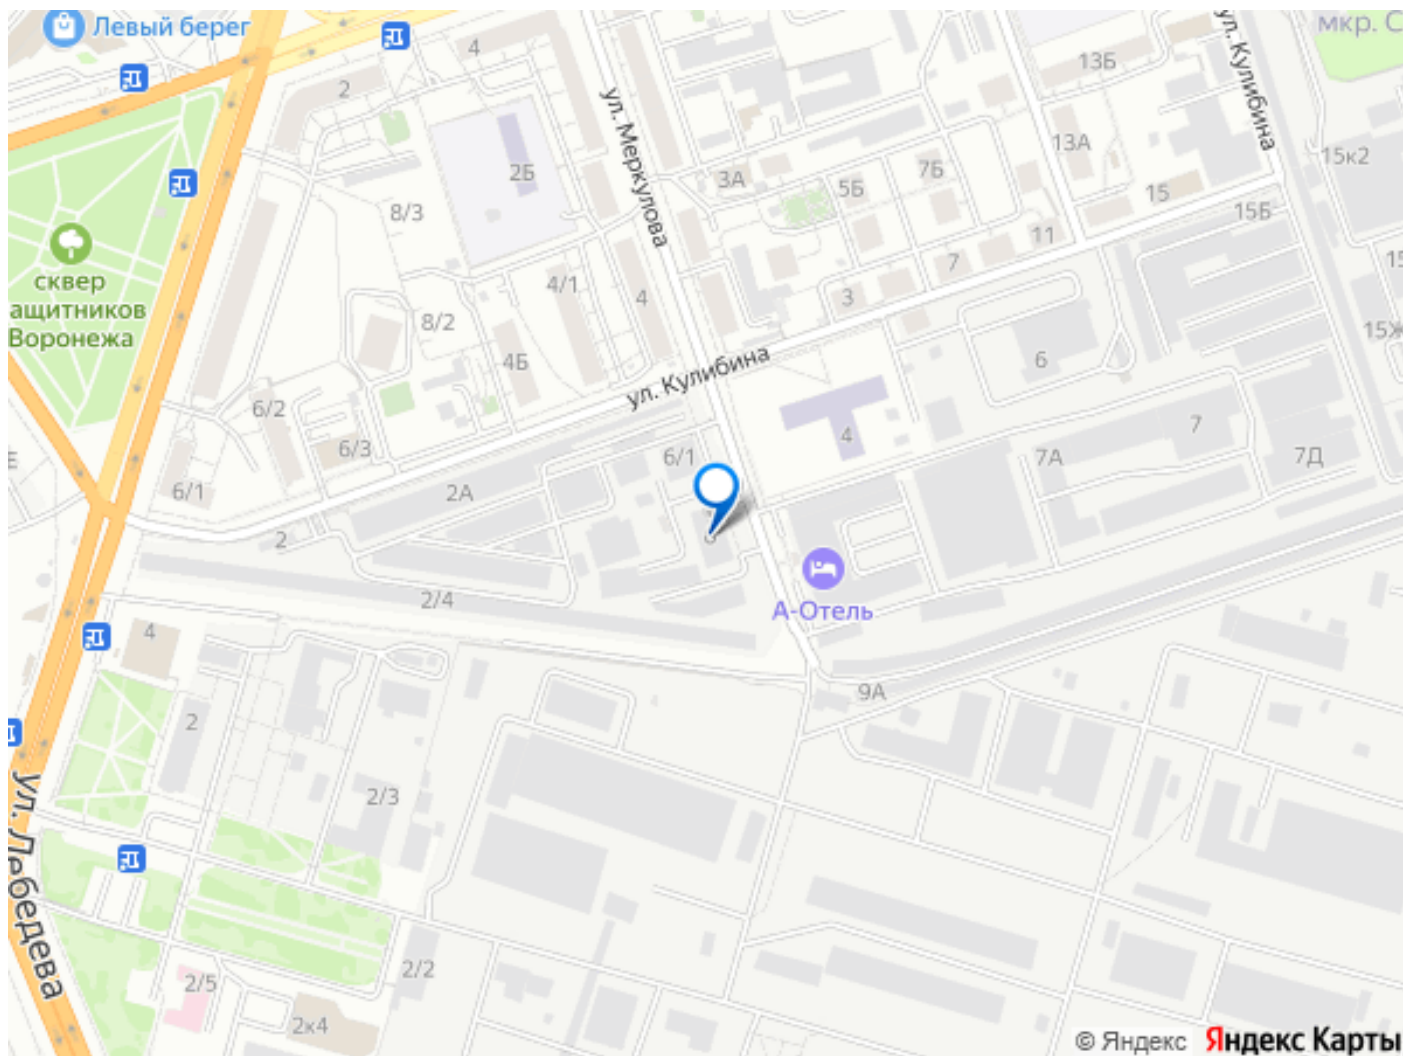 Левый берег
4
2
ул. Меркулова
ул. Кулибина
мкр. С
13Б
13А
15к2
2Б
3А
5Б
7Б
15
15Б
8/3
11
7
сквер
ащитников
Воронежа
4/1
4
3
15
8/2
4Б
ул. Кулибина
6
15Ж
6/2
6/3
6/1
4
7А
7
7Д
Е
6/1
2А
2
2/4
А-Отель
4
9А
2
2/3
ул. Лебедева
2/5
2/2
2к4
© Яндекс
Яндекс Карты